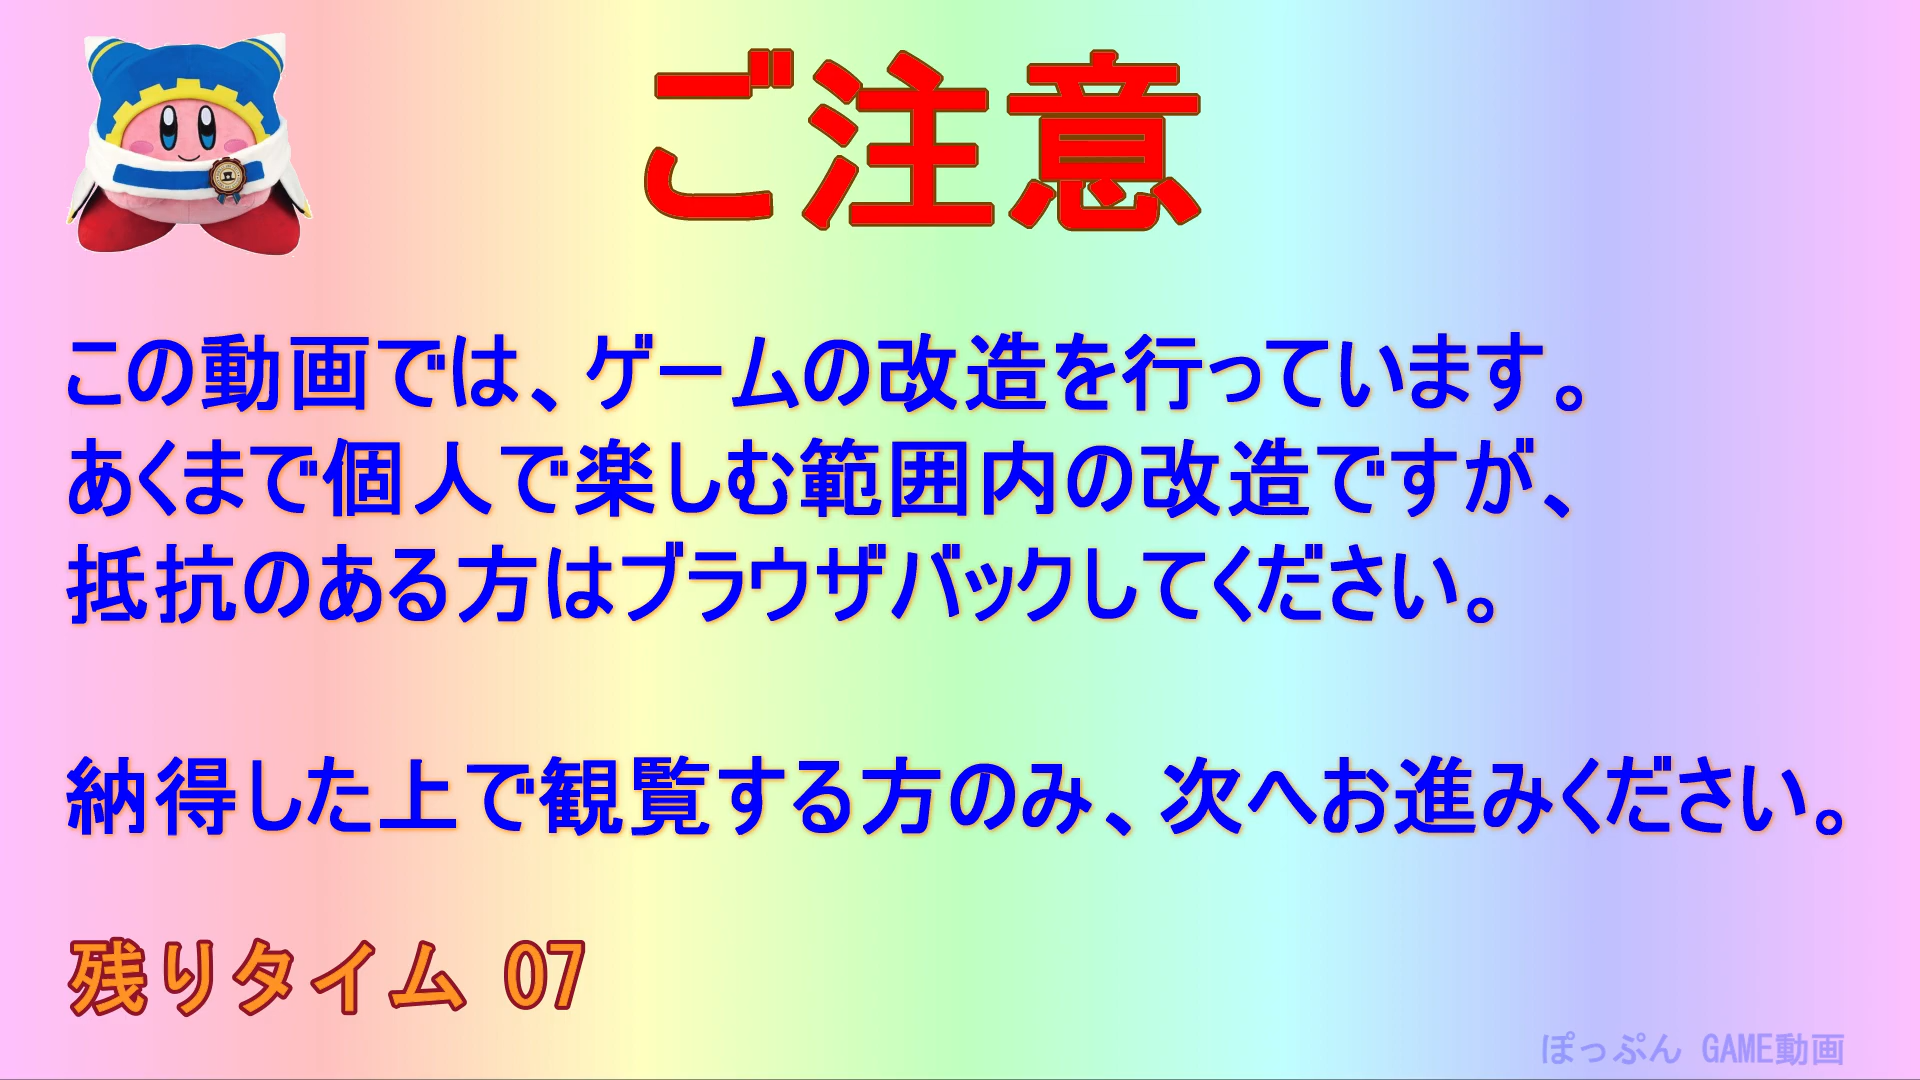 ご注意
この動画では、ゲームの改造を行っています。
あくまで個人で楽しむ範囲内の改造ですが、
抵抗のある方はブラウザバックしてください。
納得した上で観覧する方のみ、次へお進みください。
残りタイム 07
ぽっぷん GAME動画